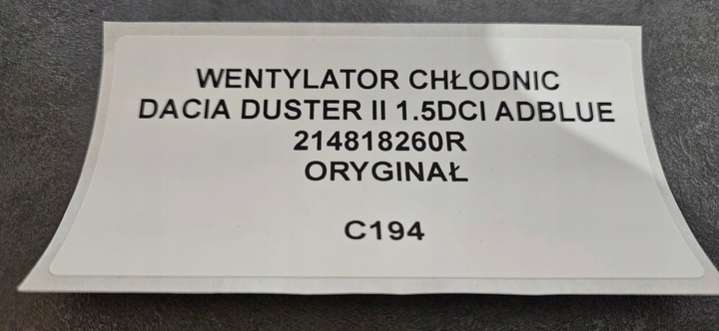 WENTYLATOR CHŁODNIC
DACIA DUSTER II 1.5DCI ADBLUE
214818260R
ORYGINAŁ
C194